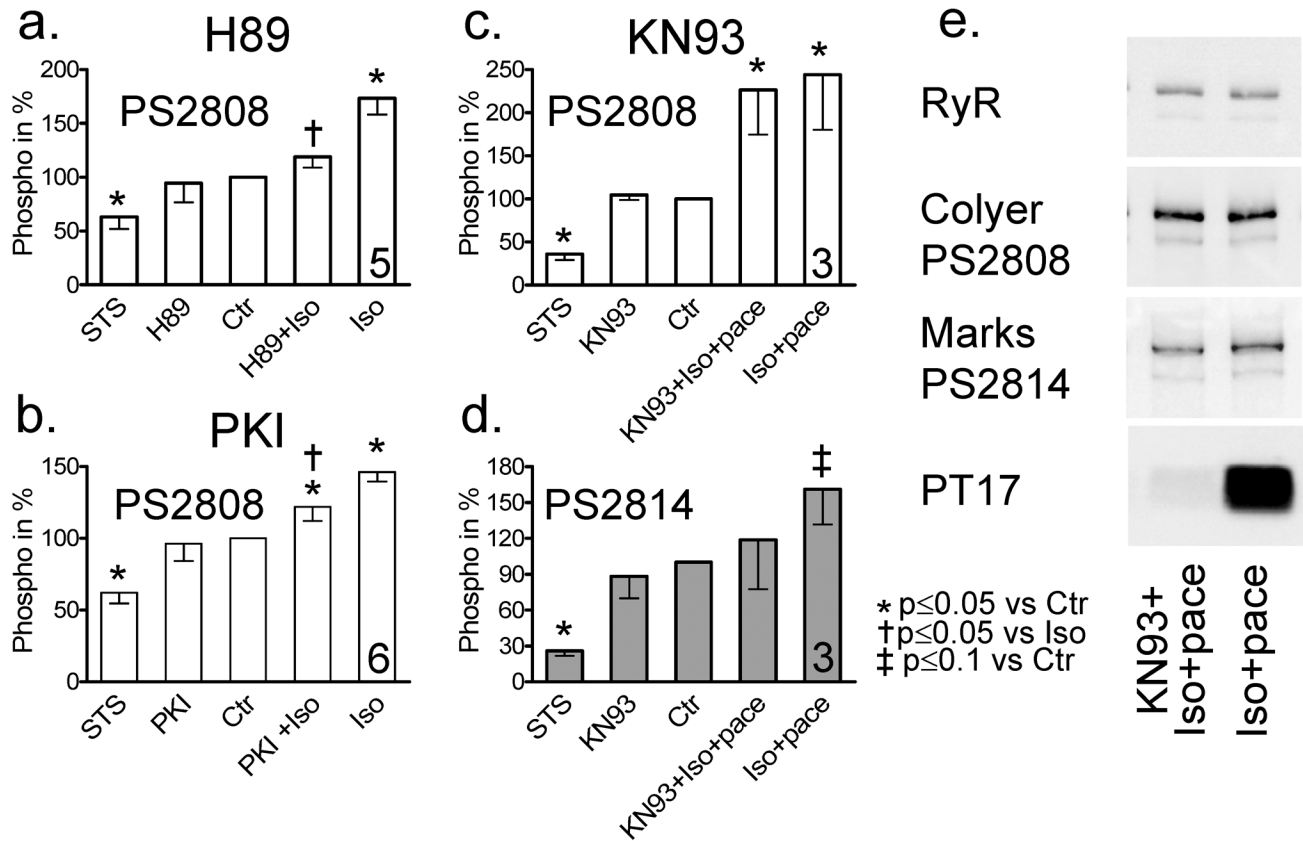 a.
H89
PS2808
Phospho in %
200
150
100
50
0
*
*
†
5
STS
H89
Ctr
H89+Iso
Iso
b.
PKI
PS2808
Phospho in %
150
100
50
0
*
†
*
*
6
STS
PKI
Ctr
PKI +Iso
Iso
c.
KN93
PS2808
Phospho in %
250
200
150
100
50
0
*
*
*
3
STS
KN93
Ctr
KN93+Iso+pace
Iso+pace
d.
PS2814
Phospho in %
180
150
120
90
60
30
0
*
‡
3
STS
KN93
Ctr
KN93+Iso+pace
Iso+pace
e.
RyR
Colyer
PS2808
Marks
PS2814
PT17
* p≤0.05 vs Ctr
†p≤0.05 vs Iso
‡ p≤0.1 vs Ctr
KN93+
Iso+pace
Iso+pace